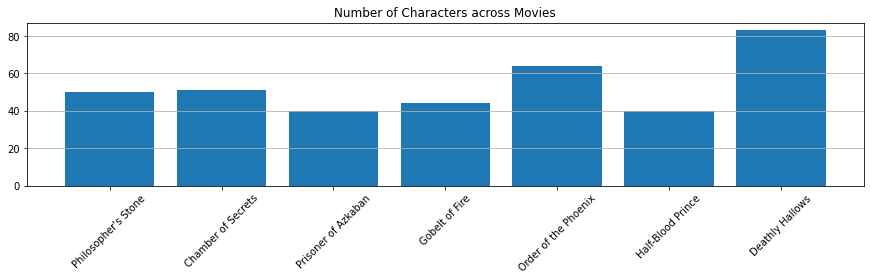 Number of Characters across Movies
80
60
40
20
0
Philosopher's Stone
Chamber of Secrets
Prisoner of Azkaban
Gobelt of Fire
Order of the Phoenix
Half-Blood Prince
Deathly Hallows